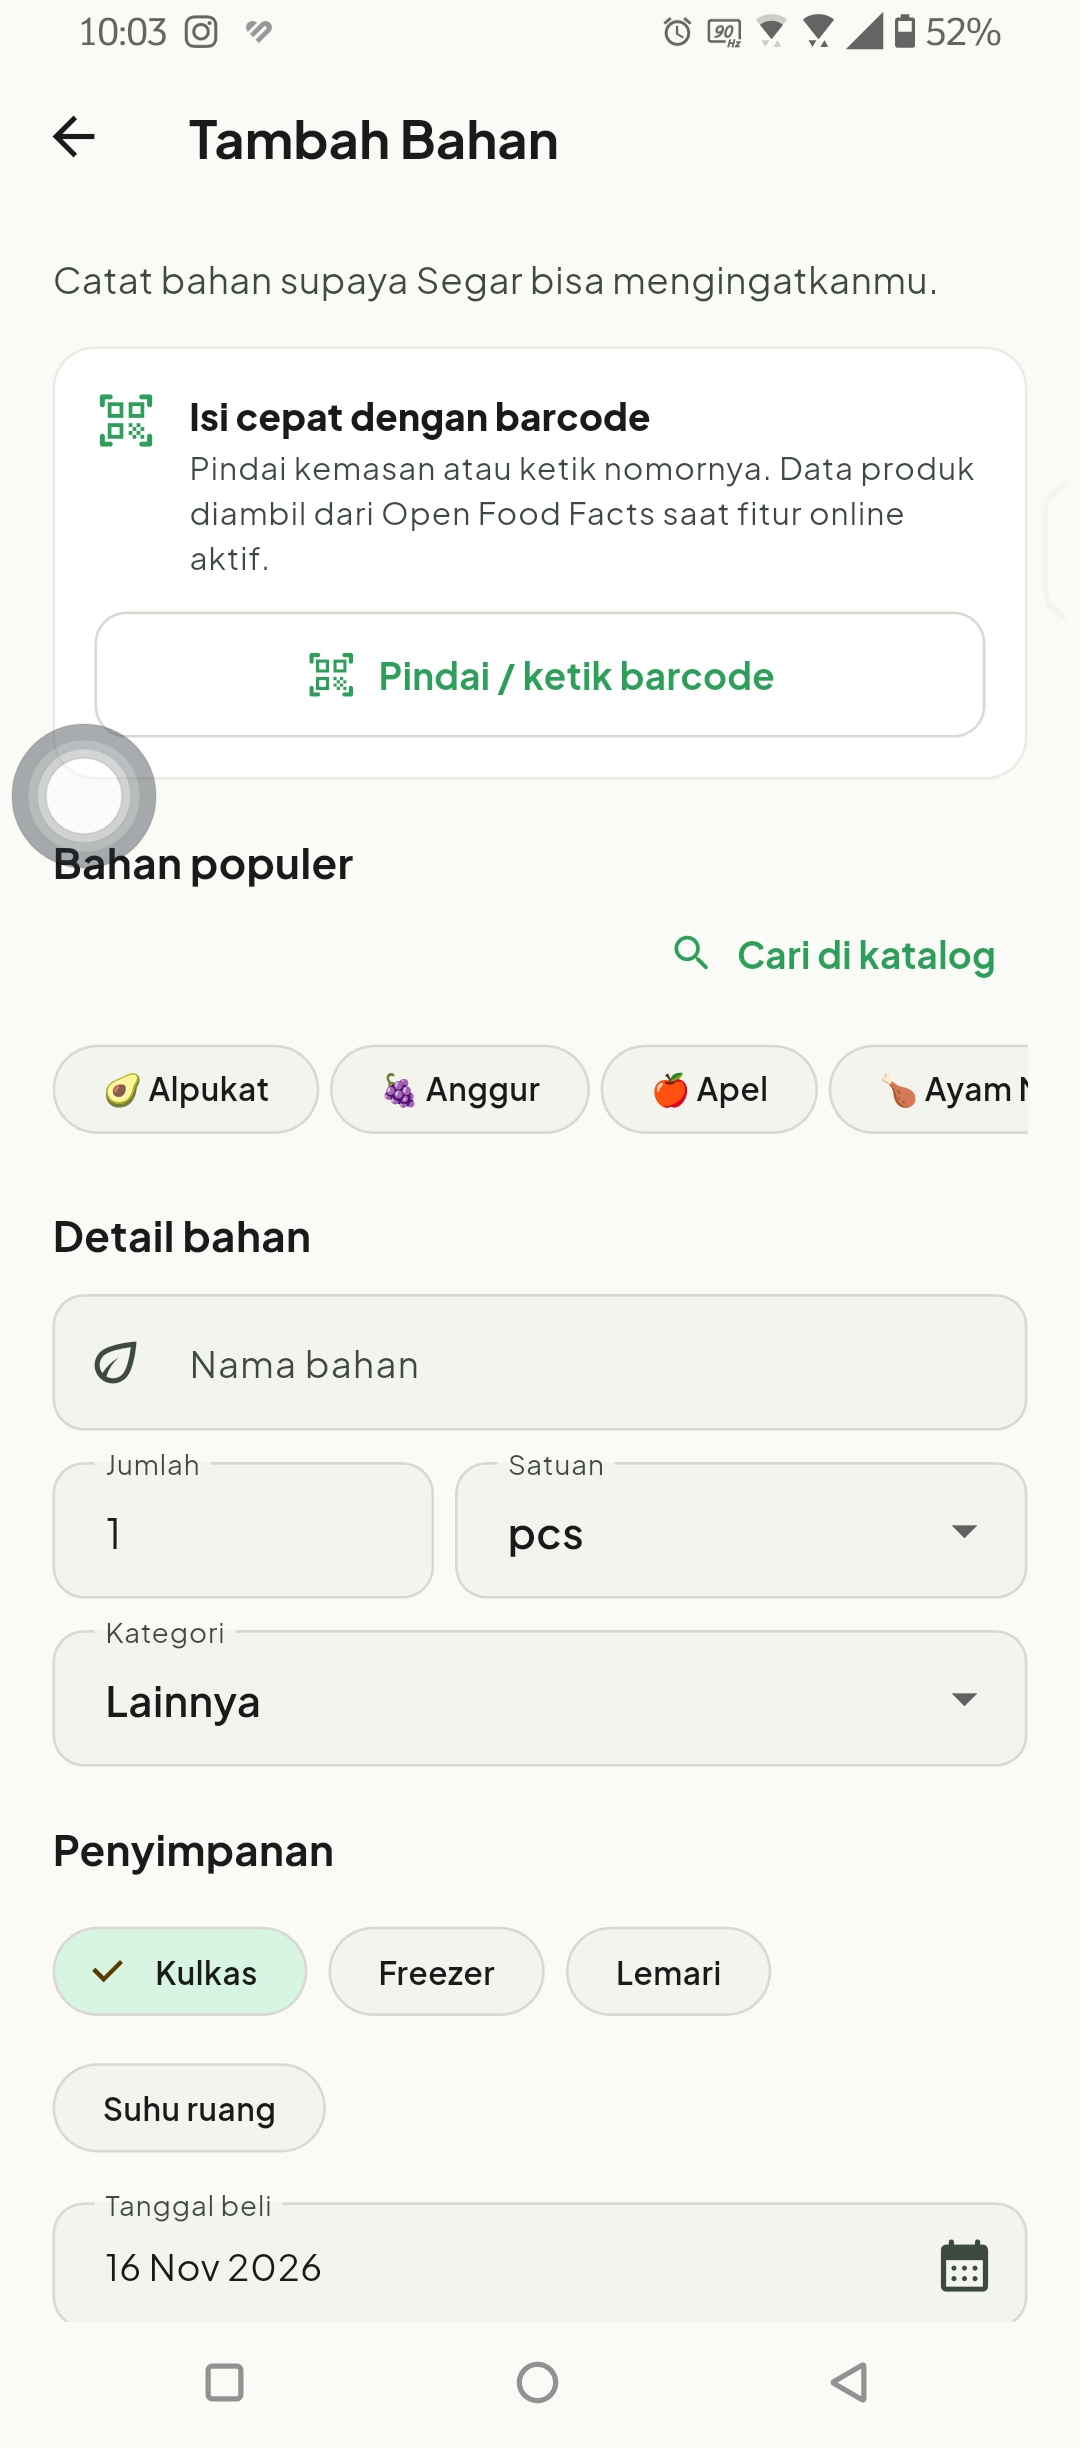 10:03
90
Hz
52%
Tambah Bahan
Catat bahan supaya Segar bisa mengingatkanmu.
Isi cepat dengan barcode
Pindai kemasan atau ketik nomornya. Data produk
diambil dari Open Food Facts saat fitur online
aktif.
Pindai / ketik barcode
Bahan populer
Cari di katalog
Alpukat
Anggur
Apel
Ayam
Detail bahan
Nama bahan
Jumlah
1
Satuan
pcs
Kategori
Lainnya
Penyimpanan
Kulkas
Freezer
Lemari
Suhu ruang
Tanggal beli
16 Nov 2026